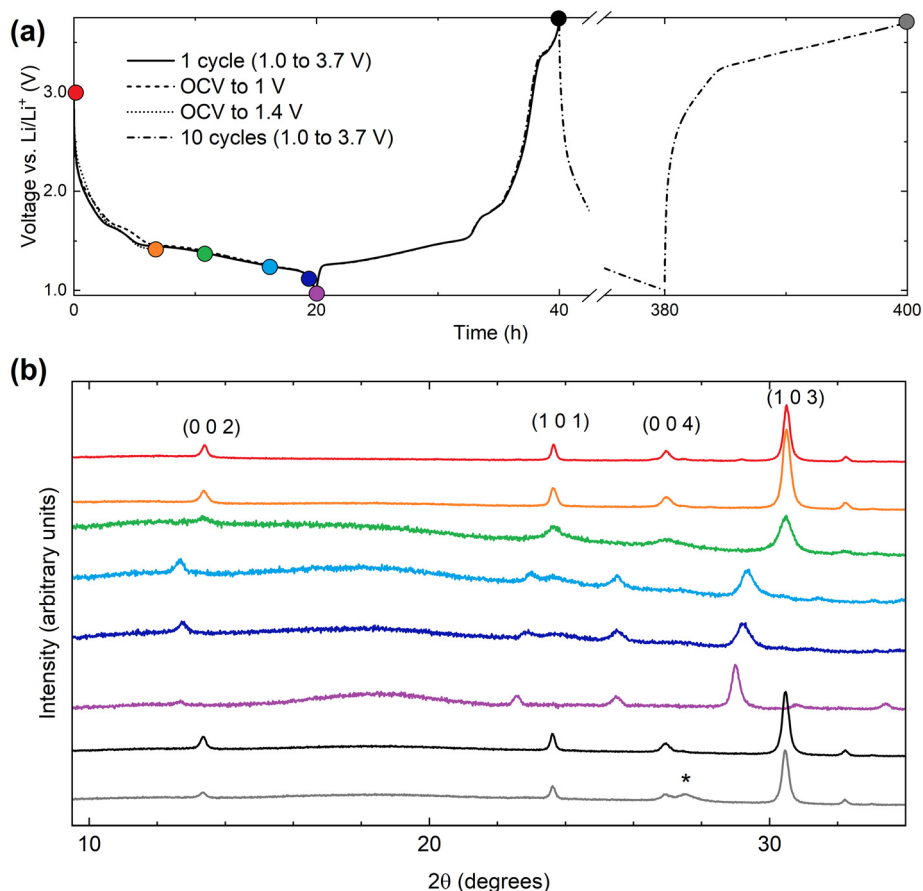 (a)
1 cycle (1.0 to 3.7 V)
OCV to 1 V
OCV to 1.4 V
10 cycles (1.0 to 3.7 V)
Voltage vs. Li/Li⁺ (V)
3.0
2.0
1.0
0
20
40
380
400
Time (h)
(b)
(0 0 2)
(1 0 1)
(0 0 4)
(1 0 3)
*
Intensity (arbitrary units)
10
20
30
2θ (degrees)